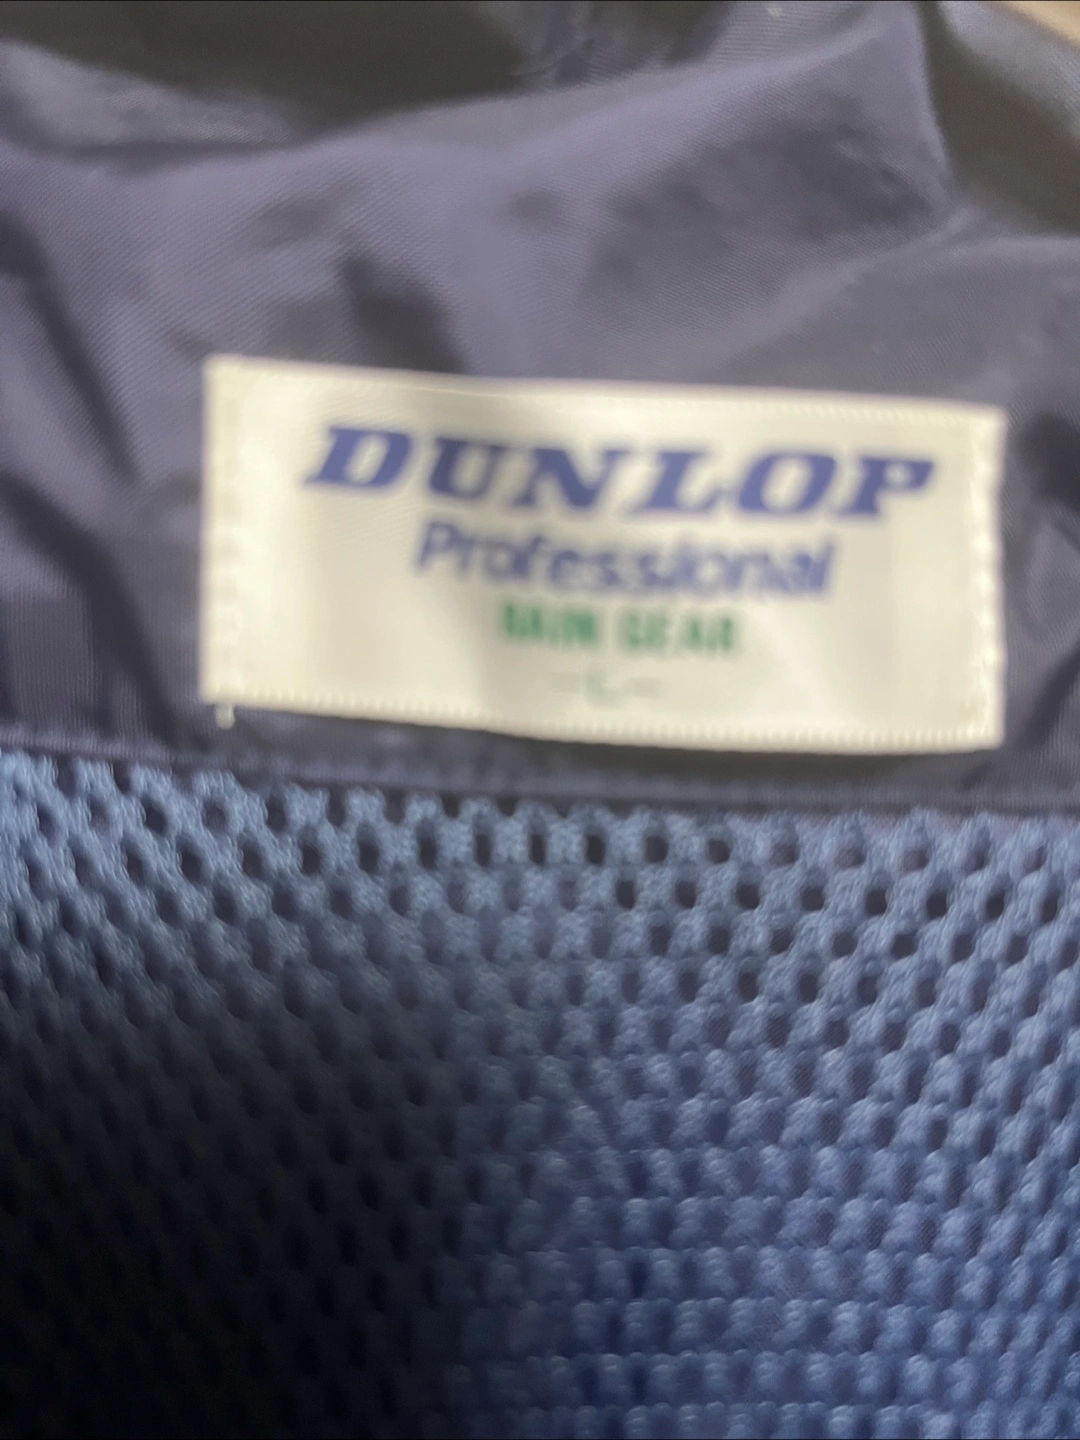 DUNLOP
Professional
RAIN GEAR
-L-